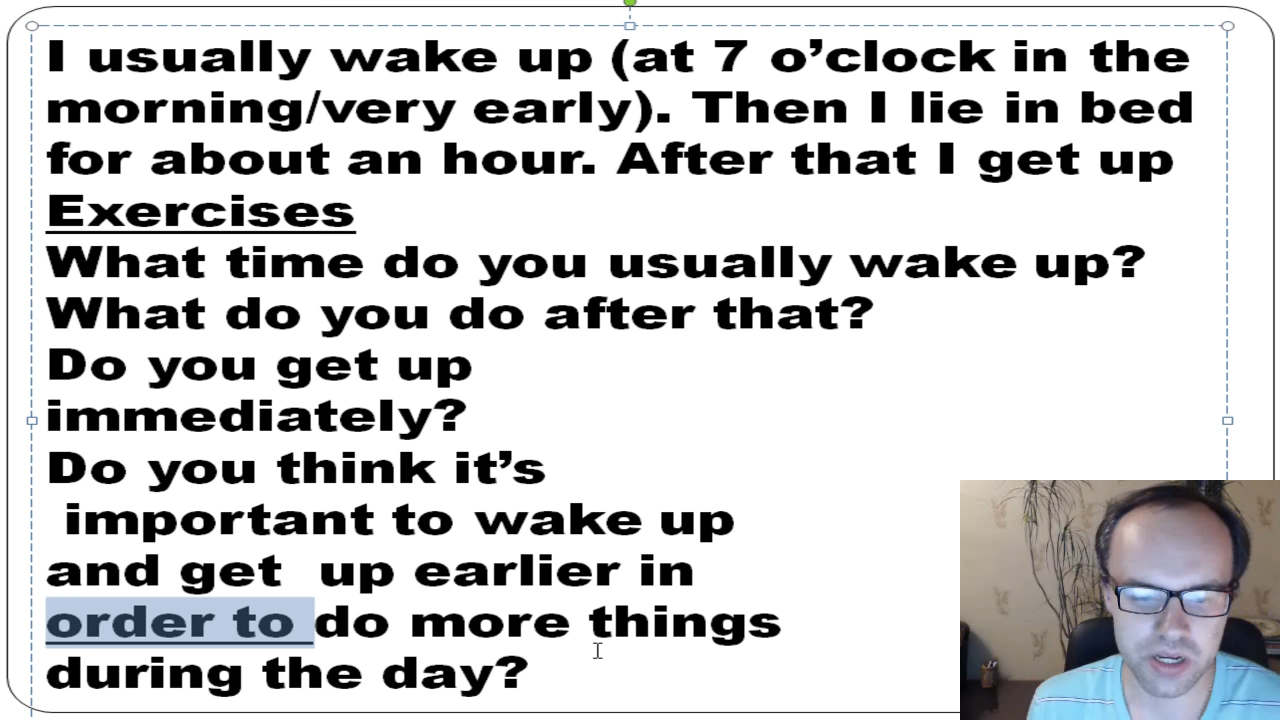 I usually wake up (at 7 o’clock in the
morning/very early). Then I lie in bed
for about an hour. After that I get up
Exercises
What time do you usually wake up?
What do you do after that?
Do you get up
immediately?
Do you think it’s
important to wake up
and get  up earlier in
order to do more things
during the day?